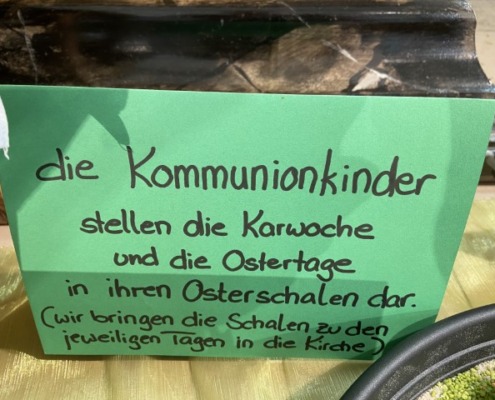 die Kommunionkinder
stellen die Karwoche
und die Ostertage
in ihren Osterschalen dar.
(wir bringen die Schalen zu den
jeweiligen Tagen in die Kirche)